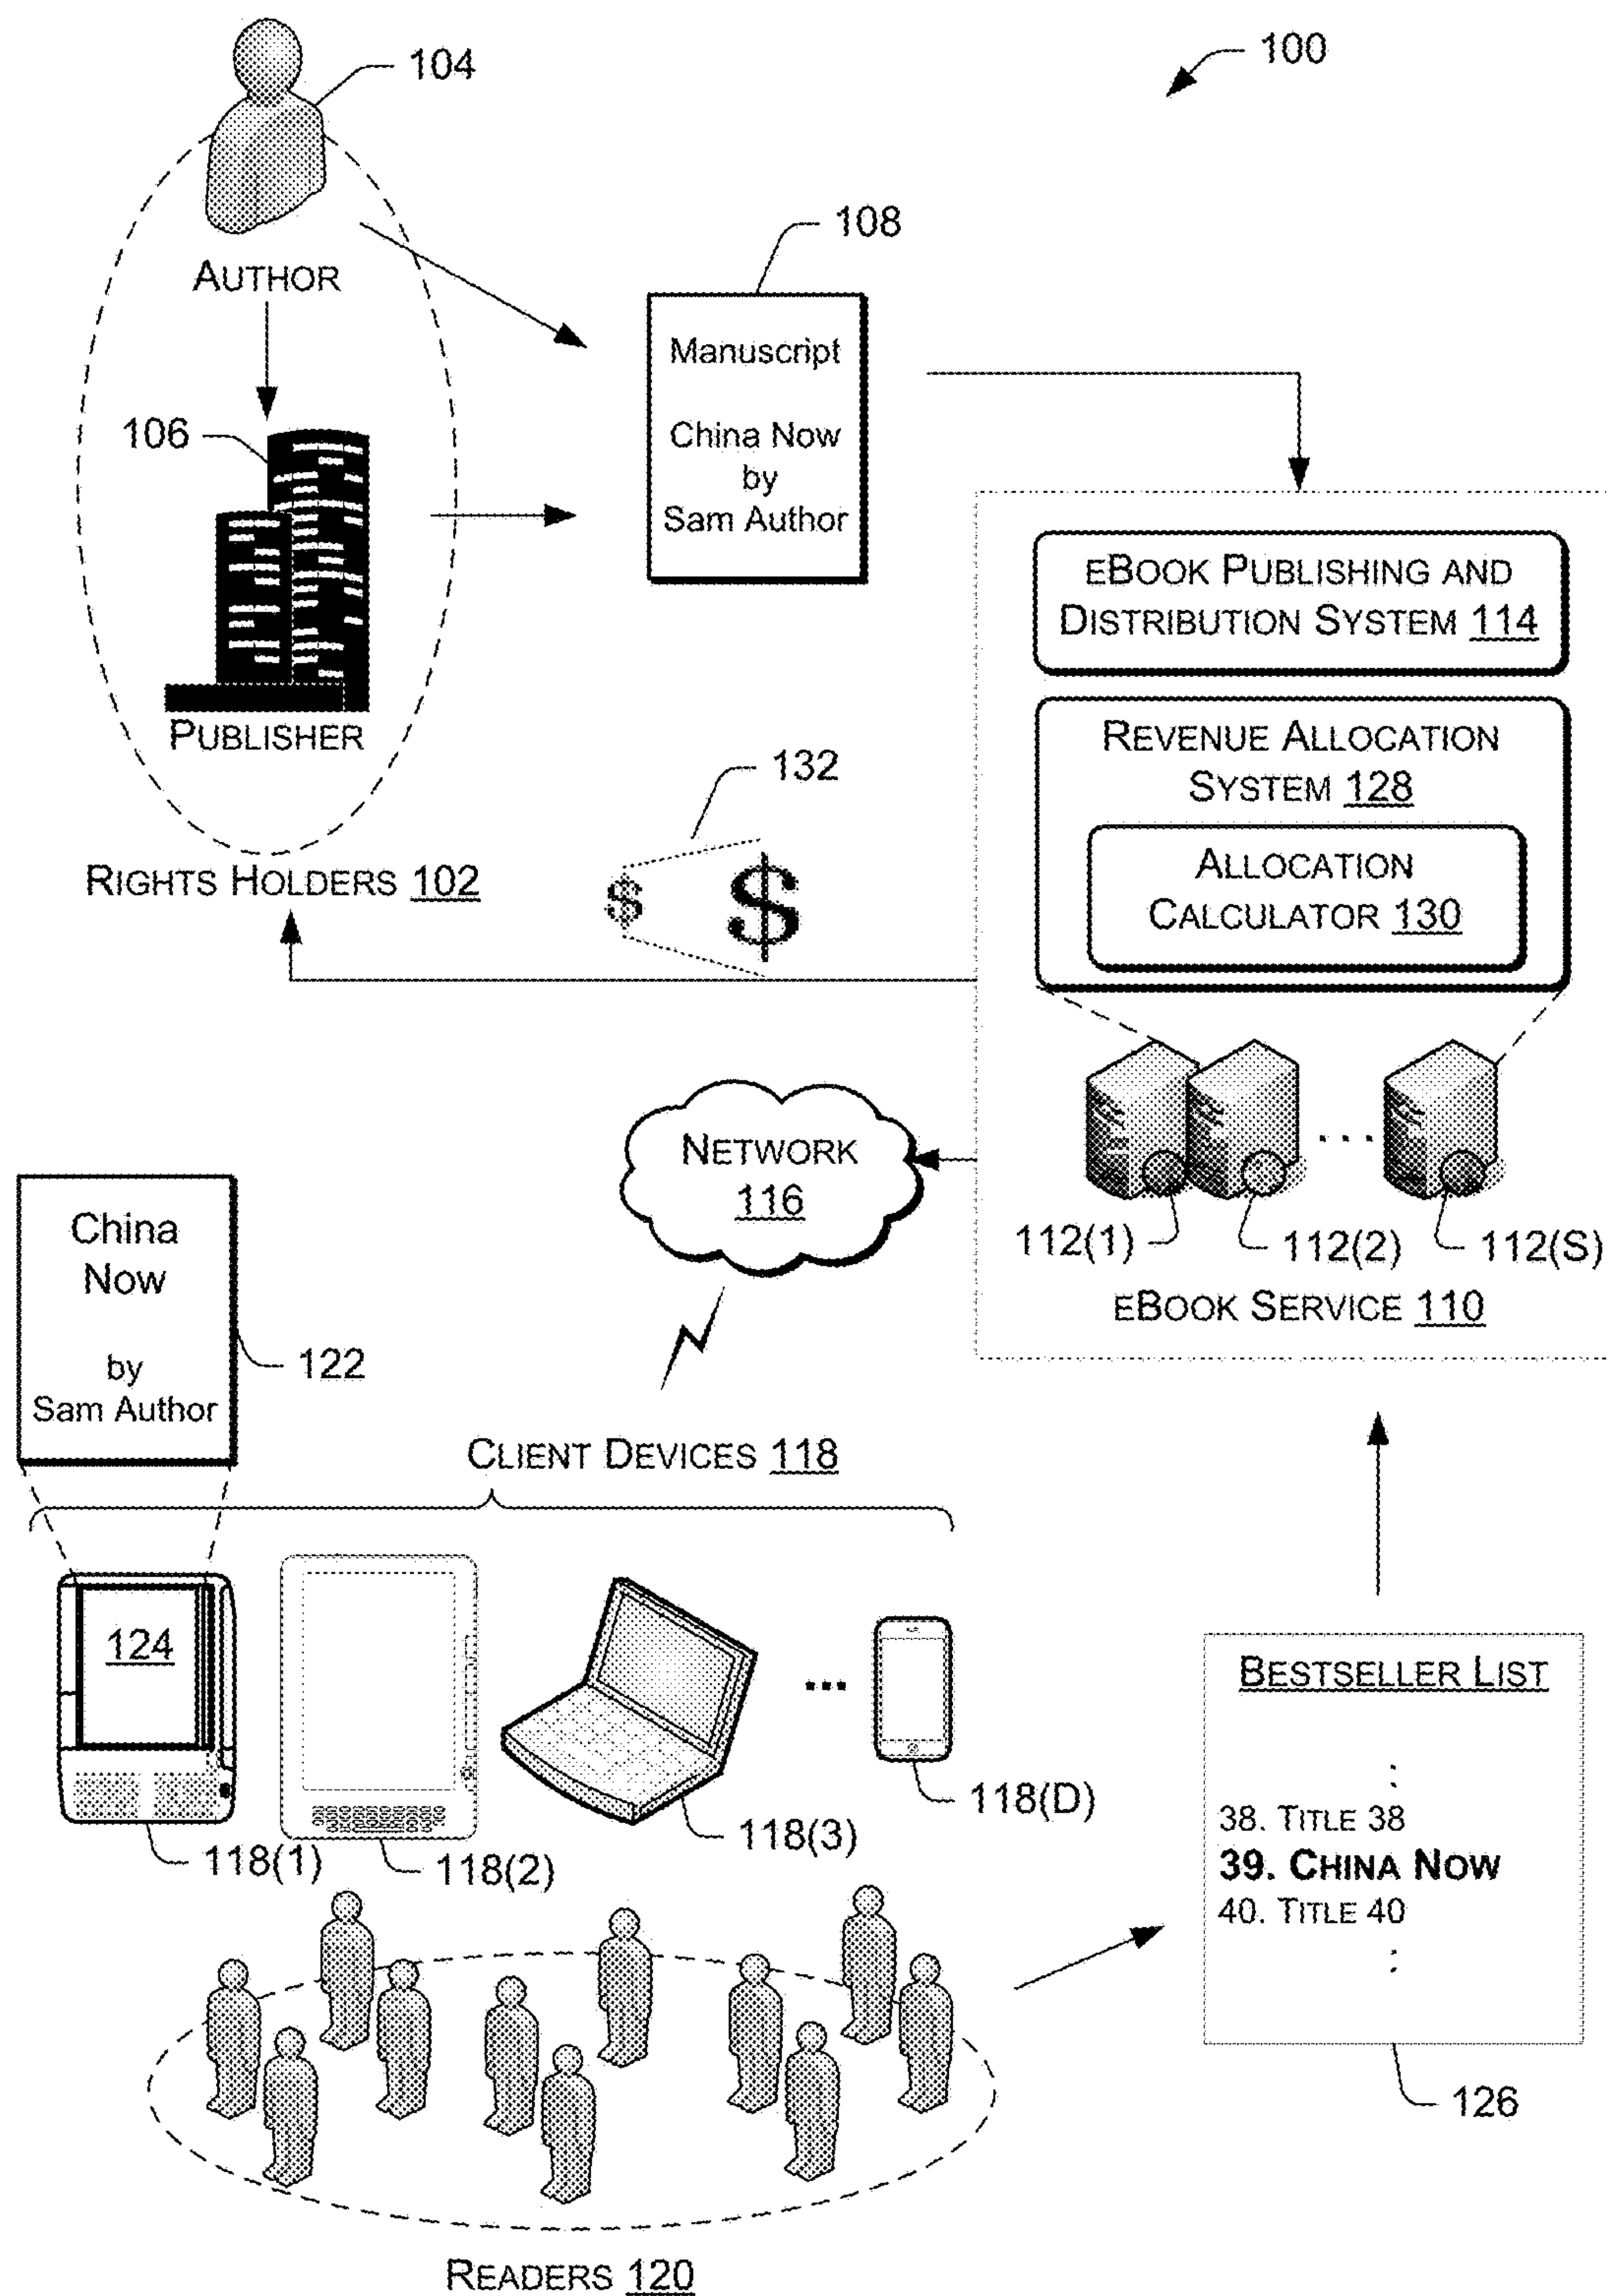 100
104
AUTHOR
106
PUBLISHER
RIGHTS HOLDERS 102
108
Manuscript
China Now
by
Sam Author
EBOOK PUBLISHING AND
DISTRIBUTION SYSTEM 114
REVENUE ALLOCATION
SYSTEM 128
ALLOCATION
CALCULATOR 130
132
$ $
112(1)
112(2)
112(S)
EBOOK SERVICE 110
NETWORK
116
China
Now
by
Sam Author
122
CLIENT DEVICES 118
124
118(1)
118(2)
118(3)
118(D)
BESTSELLER LIST
38. TITLE 38
39. CHINA NOW
40. TITLE 40
126
READERS 120